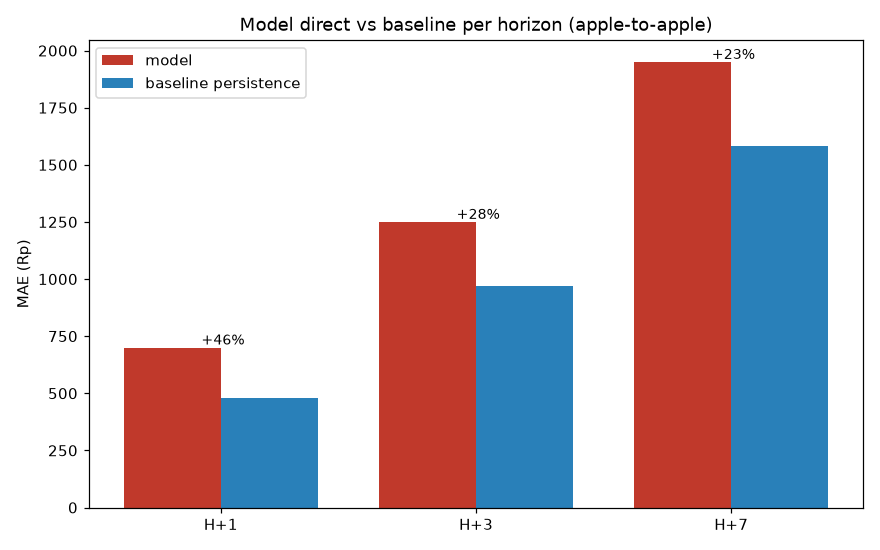 Model direct vs baseline per horizon (apple-to-apple)
model
baseline persistence
MAE (Rp)
2000
1750
1500
1250
1000
750
500
250
0
+46%
+28%
+23%
H+1
H+3
H+7